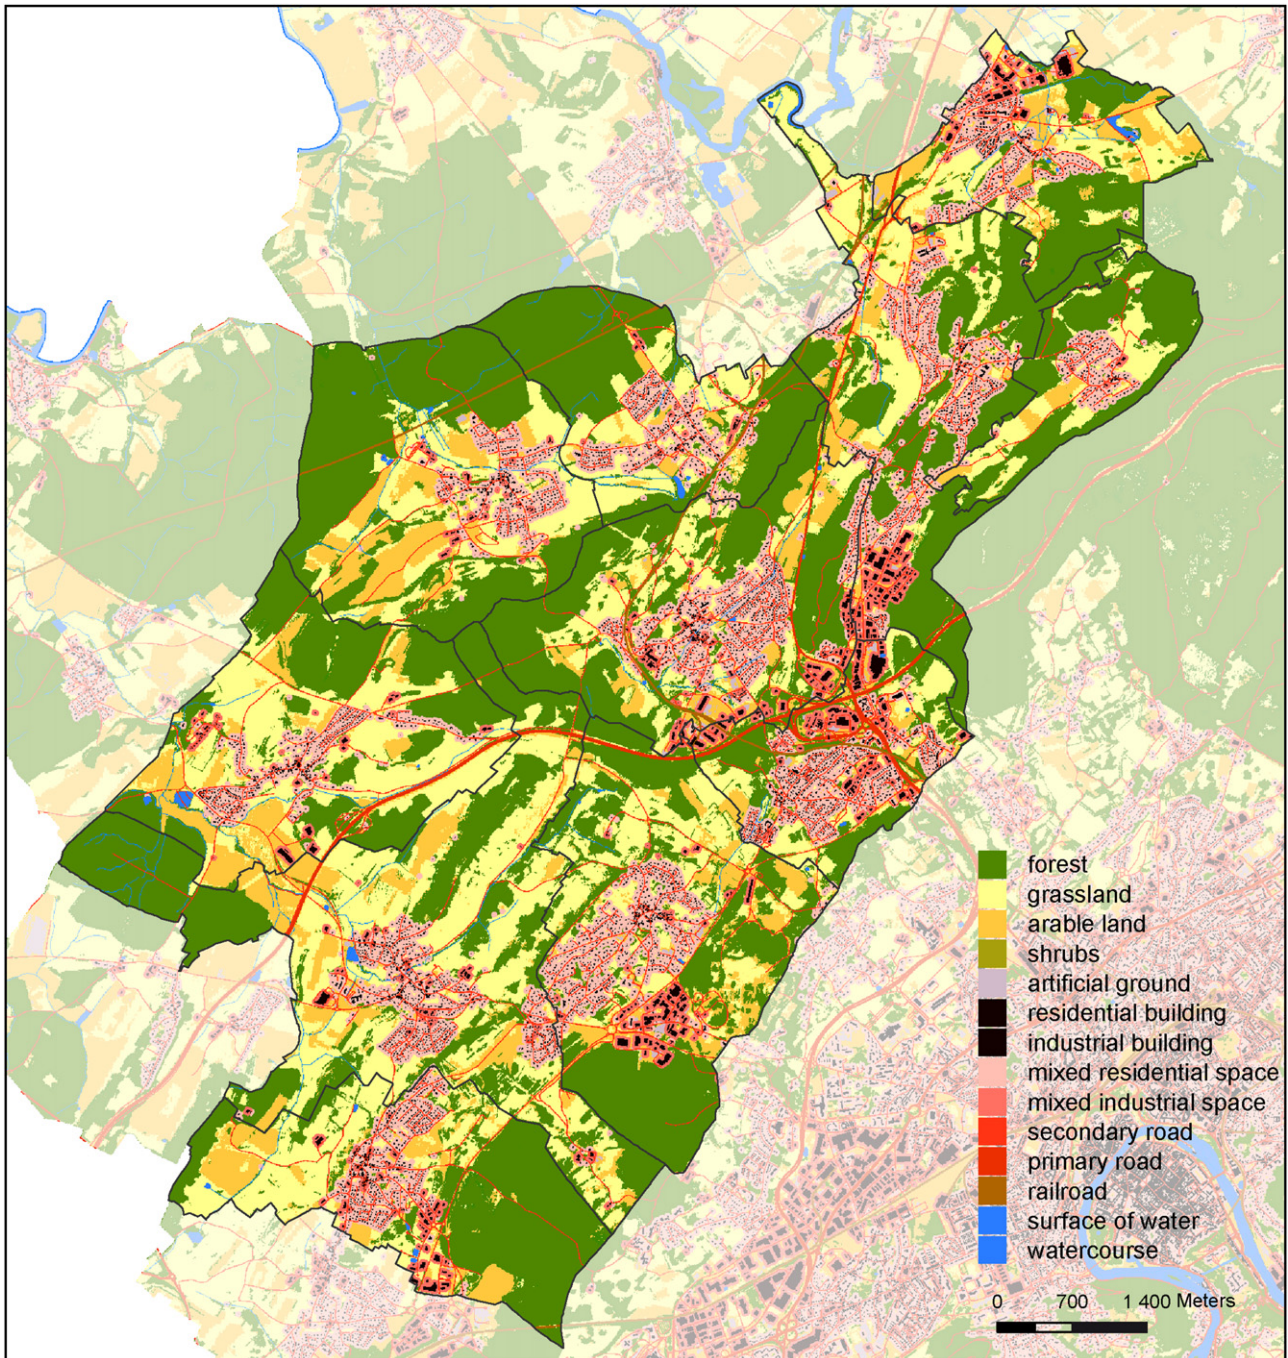 forest
grassland
arable land
shrubs
artificial ground
residential building
industrial building
mixed residential space
mixed industrial space
secondary road
primary road
railroad
surface of water
watercourse
0 700 1 400 Meters